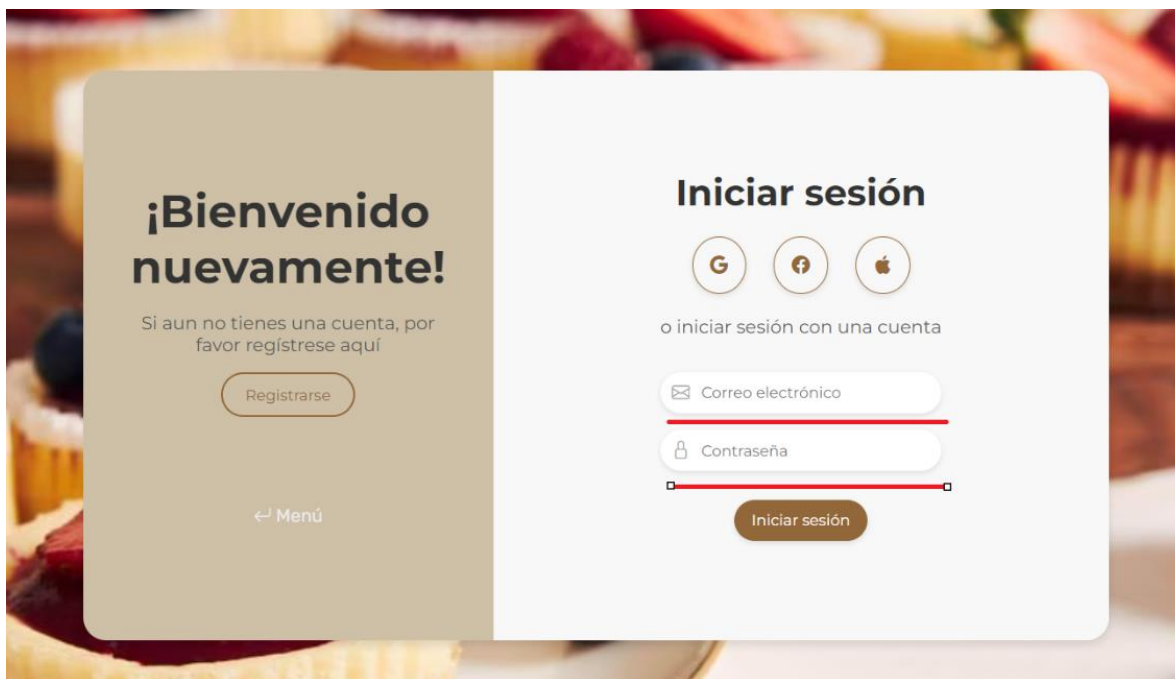 ¡Bienvenido
nuevamente!
Si aun no tienes una cuenta, por
favor regístrese aquí
Registrarse
Menú
Iniciar sesión
G
o iniciar sesión con una cuenta
Correo electrónico
Contraseña
Iniciar sesión